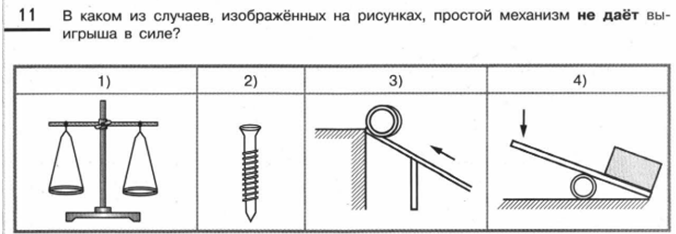 11 В каком из случаев, изображённых на рисунках, простой механизм не даёт вы-
игрыша в силе?
1) 2) 3) 4)